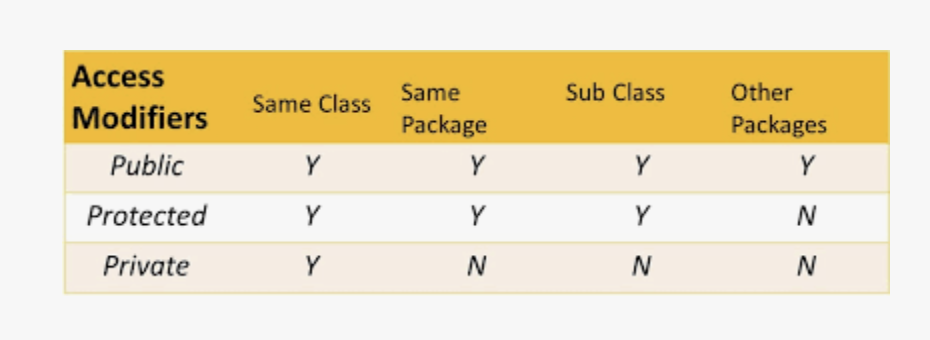 Access Modifiers Same Class Same Package Sub Class Other Packages
Public Y Y Y Y
Protected Y Y Y N
Private Y N N N